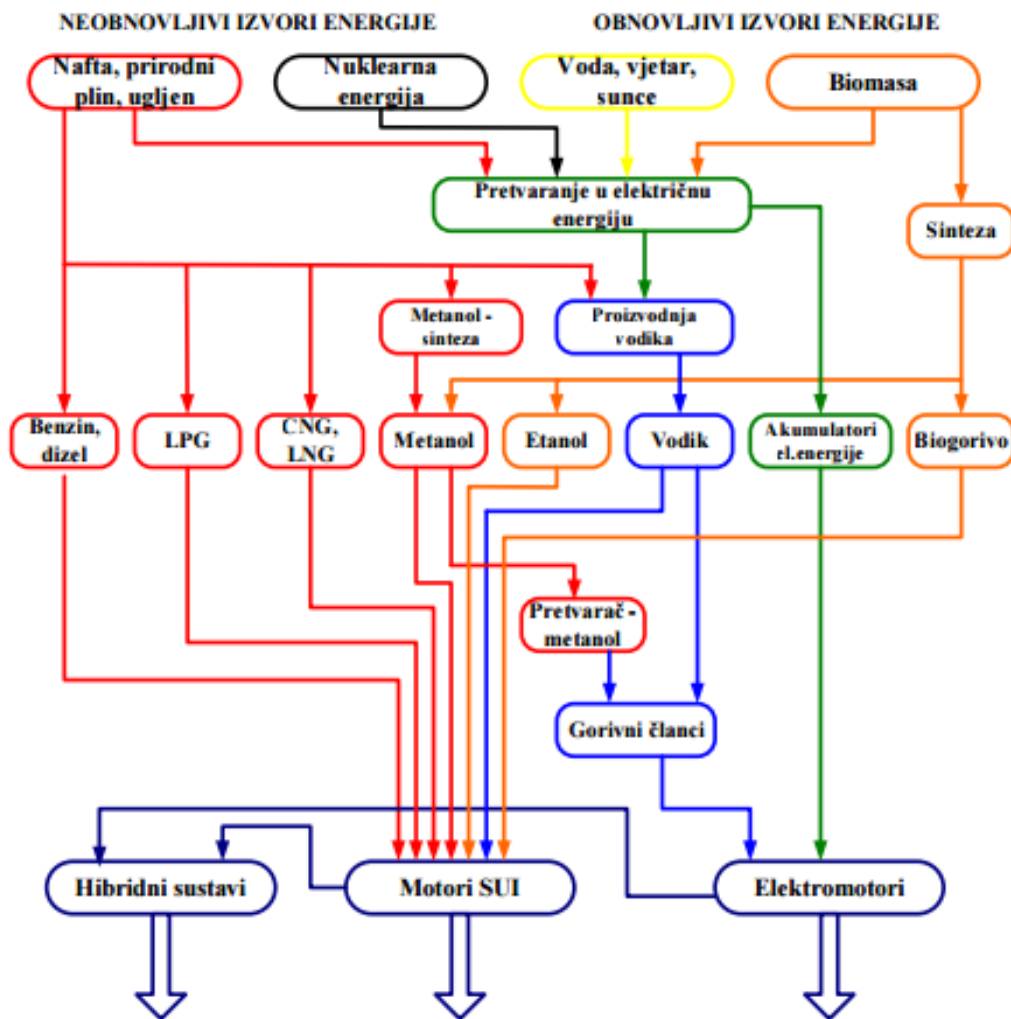 NEOBNOVLJIVI IZVORI ENERGIJE
OBNOVLJIVI IZVORI ENERGIJE
Nafta, prirodni
plin, ugljen
Nuklearna
energija
Voda, vjetar,
sunce
Biomasa
Pretvaranje u električnu
energiju
Sinteza
Metanol -
sinteza
Proizvodnja
vodika
Benzin,
dizel
LPG
CNG,
LNG
Metanol
Etanol
Vodik
Akumulatori
el.energije
Biogorivo
Pretvarač -
metanol
Gorivni članci
Hibridni sustavi
Motori SUI
Elektromotori